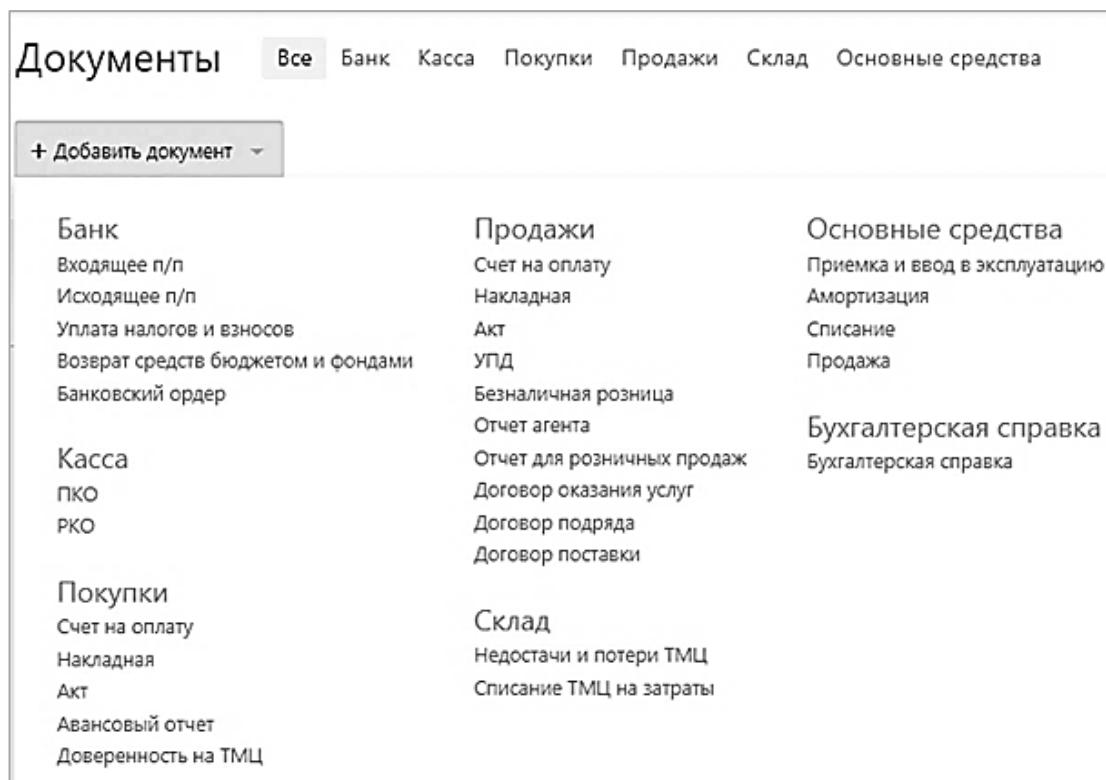 Документы Все Банк Касса Покупки Продажи Склад Основные средства
+ Добавить документ
Банк
Входящее п/п
Исходящее п/п
Уплата налогов и взносов
Возврат средств бюджетом и фондами
Банковский ордер
Касса
ПКО
РКО
Покупки
Счет на оплату
Накладная
Акт
Авансовый отчет
Доверенность на ТМЦ
Продажи
Счет на оплату
Накладная
Акт
УПД
Безналичная розница
Отчет агента
Отчет для розничных продаж
Договор оказания услуг
Договор подряда
Договор поставки
Склад
Недостачи и потери ТМЦ
Списание ТМЦ на затраты
Основные средства
Приемка и ввод в эксплуатацию
Амортизация
Списание
Продажа
Бухгалтерская справка
Бухгалтерская справка